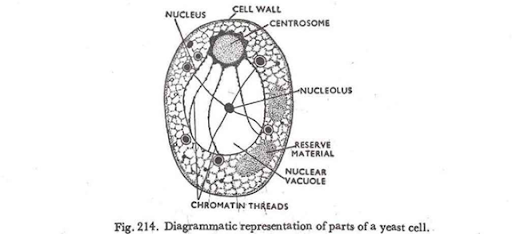 CELL WALL
NUCLEUS
CENTROSOME
NUCLEOLUS
RESERVE
MATERIAL
NUCLEAR
VACUOLE
CHROMATIN THREADS
Fig. 214. Diagrammatic representation of parts of a yeast cell.